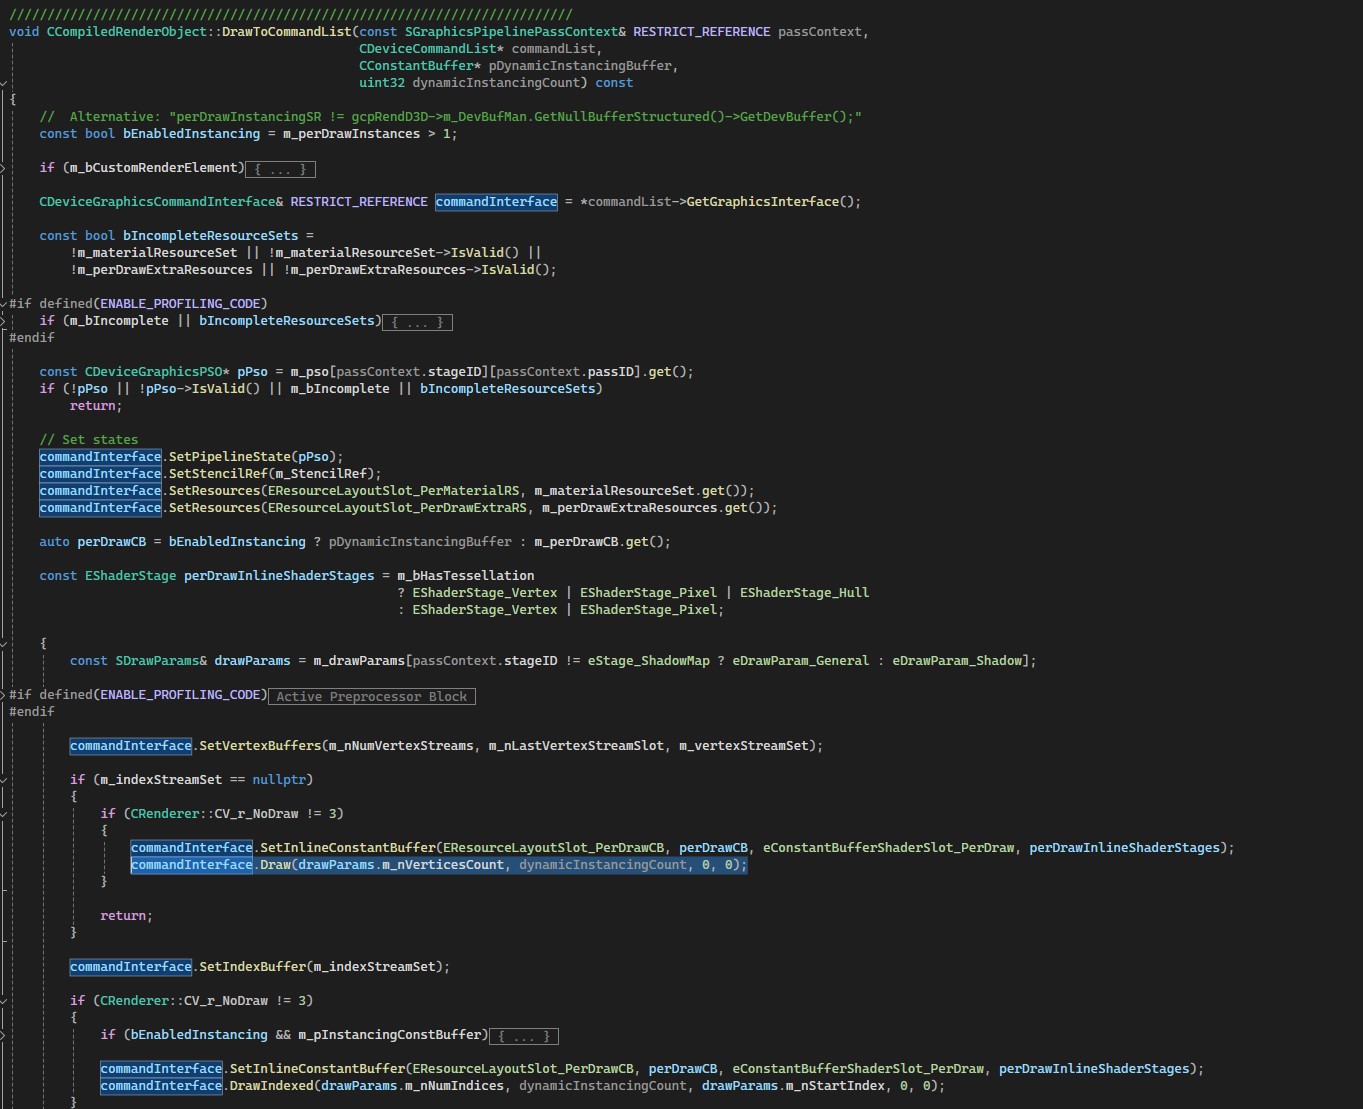 //////////////////////////////////////////////////////////////////////////
void CCompiledRenderObject::DrawToCommandList(const SGraphicsPipelinePassContext& RESTRICT_REFERENCE passContext,
CDeviceCommandList* commandList,
CConstantBuffer* pDynamicInstancingBuffer,
uint32 dynamicInstancingCount) const
{
//  Alternative: "perDrawInstancingSR != gcpRendD3D->m_DevBufMan.GetNullBufferStructured()->GetDevBuffer();"
const bool bEnabledInstancing = m_perDrawInstances > 1;
if (m_bCustomRenderElement){ ... }
CDeviceGraphicsCommandInterface& RESTRICT_REFERENCE commandInterface = *commandList->GetGraphicsInterface();
const bool bIncompleteResourceSets =
!m_materialResourceSet || !m_materialResourceSet->IsValid() ||
!m_perDrawExtraResources || !m_perDrawExtraResources->IsValid();
#if defined(ENABLE_PROFILING_CODE)
if (m_bIncomplete || bIncompleteResourceSets){ ... }
#endif
const CDeviceGraphicsPSO* pPso = m_pso[passContext.stageID][passContext.passID].get();
if (!pPso || !pPso->IsValid() || m_bIncomplete || bIncompleteResourceSets)
return;
// Set states
commandInterface.SetPipelineState(pPso);
commandInterface.SetStencilRef(m_StencilRef);
commandInterface.SetResources(EResourceLayoutSlot_PerMaterialRS, m_materialResourceSet.get());
commandInterface.SetResources(EResourceLayoutSlot_PerDrawExtraRS, m_perDrawExtraResources.get());
auto perDrawCB = bEnabledInstancing ? pDynamicInstancingBuffer : m_perDrawCB.get();
const EShaderStage perDrawInlineShaderStages = m_bHasTessellation
? EShaderStage_Vertex | EShaderStage_Pixel | EShaderStage_Hull
: EShaderStage_Vertex | EShaderStage_Pixel;
{
const SDrawParams& drawParams = m_drawParams[passContext.stageID != eStage_ShadowMap ? eDrawParam_General : eDrawParam_Shadow];
#if defined(ENABLE_PROFILING_CODE) Active Preprocessor Block
#endif
commandInterface.SetVertexBuffers(m_nNumVertexStreams, m_nLastVertexStreamSlot, m_vertexStreamSet);
if (m_indexStreamSet == nullptr)
{
if (CRenderer::CV_r_NoDraw != 3)
{
commandInterface.SetInlineConstantBuffer(EResourceLayoutSlot_PerDrawCB, perDrawCB, eConstantBufferShaderSlot_PerDraw, perDrawInlineShaderStages);
commandInterface.Draw(drawParams.m_nVerticesCount, dynamicInstancingCount, 0, 0);
}
return;
}
commandInterface.SetIndexBuffer(m_indexStreamSet);
if (CRenderer::CV_r_NoDraw != 3)
{
if (bEnabledInstancing && m_pInstancingConstBuffer){ ... }
commandInterface.SetInlineConstantBuffer(EResourceLayoutSlot_PerDrawCB, perDrawCB, eConstantBufferShaderSlot_PerDraw, perDrawInlineShaderStages);
commandInterface.DrawIndexed(drawParams.m_nNumIndices, dynamicInstancingCount, drawParams.m_nStartIndex, 0, 0);
}